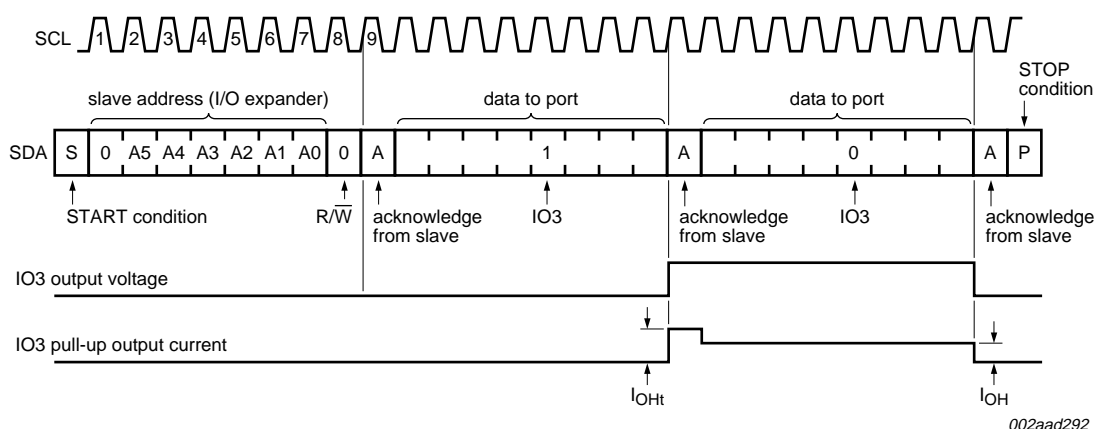 SCL 1 2 3 4 5 6 7 8 9
STOP
condition
slave address (I/O expander) data to port data to port
SDA S 0 A5 A4 A3 A2 A1 A0 0 A 1 A 0 A P
START condition R/W̅ acknowledge from slave IO3 acknowledge from slave IO3 acknowledge from slave
IO3 output voltage
IO3 pull-up output current
IOHt IOH
002aad292